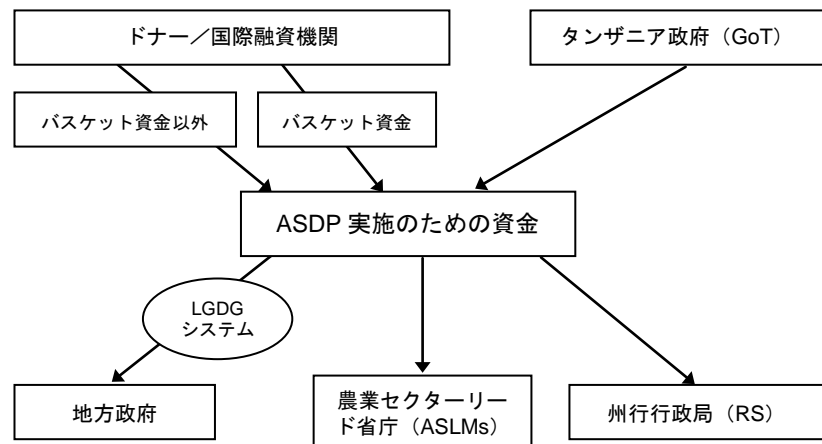 ドナー／国際融資機関
タンザニア政府（GoT）
バスケット資金以外
バスケット資金
ASDP 実施のための資金
LGDG
システム
地方政府
農業セクターリー
ド省庁（ASLMs）
州行行政局（RS）